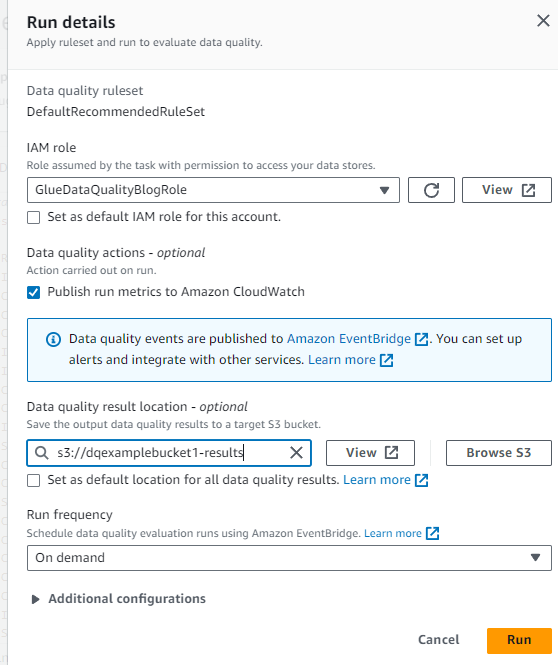 Run details
Apply ruleset and run to evaluate data quality.
Data quality ruleset
DefaultRecommendedRuleSet
IAM role
Role assumed by the task with permission to access your data stores.
GlueDataQualityBlogRole
View
Set as default IAM role for this account.
Data quality actions - optional
Action carried out on run.
Publish run metrics to Amazon CloudWatch
Data quality events are published to Amazon EventBridge. You can set up
alerts and integrate with other services. Learn more
Data quality result location - optional
Save the output data quality results to a target S3 bucket.
s3://dqexamplebucket1-results
View
Browse S3
Set as default location for all data quality results. Learn more
Run frequency
Schedule data quality evaluation runs using Amazon EventBridge. Learn more
On demand
Additional configurations
Cancel
Run